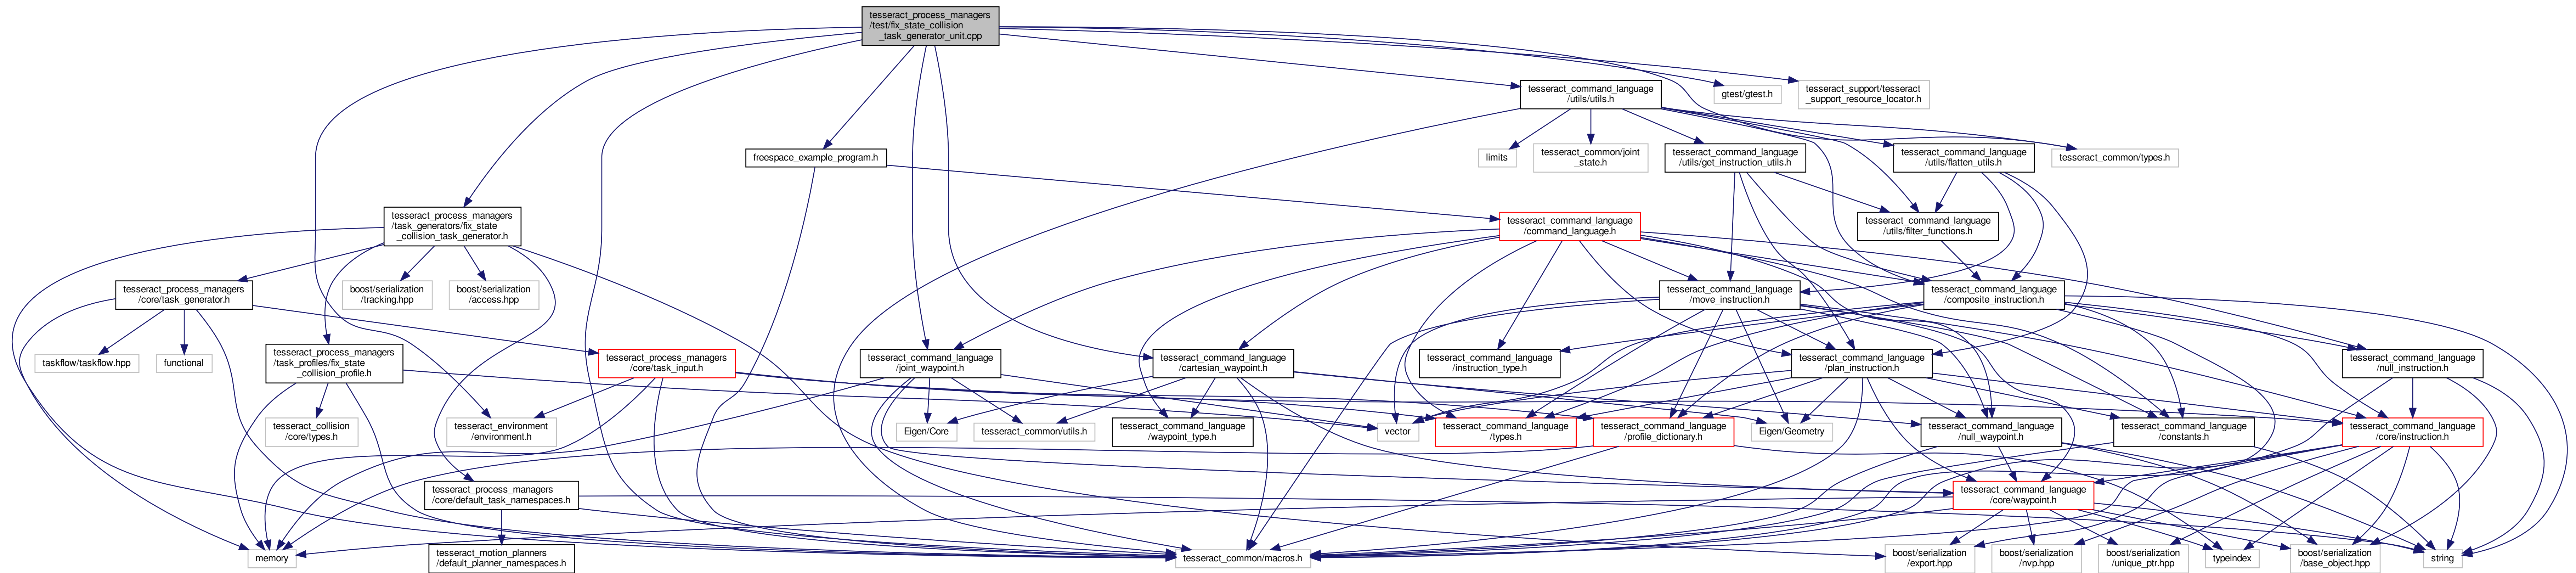 tesseract_process_managers
/test/fix_state_collision
_task_generator_unit.cpp
tesseract_command_language
/utils/utils.h
gtest/gtest.h
tesseract_support/tesseract
_support_resource_locator.h
freespace_example_program.h
limits
tesseract_common/joint
_state.h
tesseract_command_language
/utils/get_instruction_utils.h
tesseract_command_language
/utils/flatten_utils.h
tesseract_common/types.h
tesseract_process_managers
/task_generators/fix_state
_collision_task_generator.h
tesseract_command_language
/command_language.h
tesseract_command_language
/utils/filter_functions.h
tesseract_process_managers
/core/task_generator.h
boost/serialization
/tracking.hpp
boost/serialization
/access.hpp
tesseract_command_language
/move_instruction.h
tesseract_command_language
/composite_instruction.h
taskflow/taskflow.hpp
functional
tesseract_process_managers
/task_profiles/fix_state
_collision_profile.h
tesseract_process_managers
/core/task_input.h
tesseract_command_language
/joint_waypoint.h
tesseract_command_language
/cartesian_waypoint.h
tesseract_command_language
/instruction_type.h
tesseract_command_language
/plan_instruction.h
tesseract_command_language
/null_instruction.h
tesseract_collision
/core/types.h
tesseract_environment
/environment.h
Eigen/Core
tesseract_common/utils.h
tesseract_command_language
/waypoint_type.h
vector
tesseract_command_language
/types.h
tesseract_command_language
/profile_dictionary.h
Eigen/Geometry
tesseract_command_language
/null_waypoint.h
tesseract_command_language
/constants.h
tesseract_command_language
/core/instruction.h
tesseract_process_managers
/core/default_task_namespaces.h
tesseract_command_language
/core/waypoint.h
memory
tesseract_motion_planners
/default_planner_namespaces.h
tesseract_common/macros.h
boost/serialization
/export.hpp
boost/serialization
/nvp.hpp
boost/serialization
/unique_ptr.hpp
typeindex
boost/serialization
/base_object.hpp
string